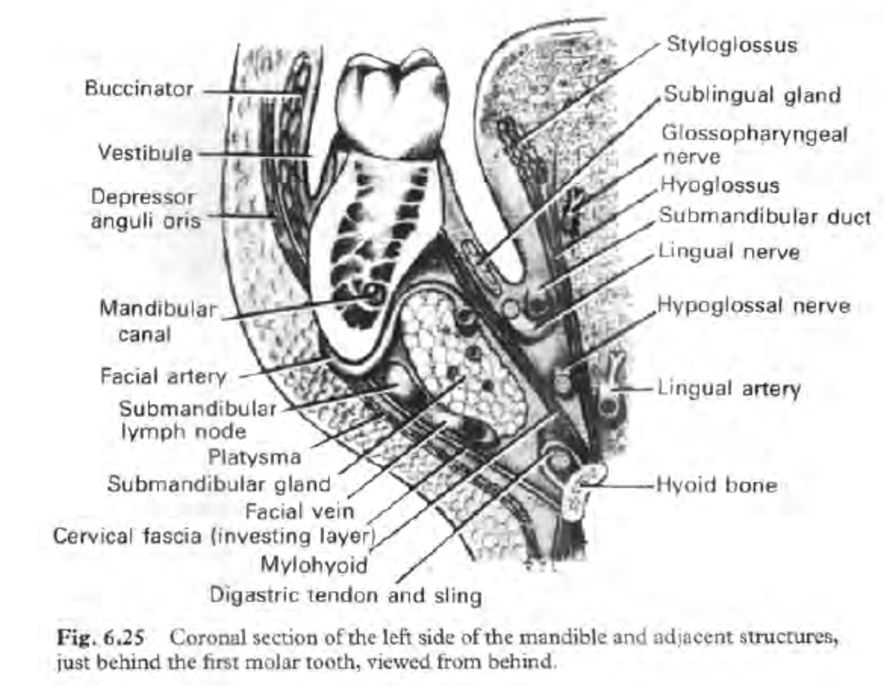 Buccinator
Vestibule
Depressor
anguli oris
Mandibular
canal
Facial artery
Submandibular
lymph node
Platysma
Submandibular gland
Facial vein
Cervical fascia (investing layer)
Mylohyoid
Digastric tendon and sling
Styloglossus
Sublingual gland
Glossopharyngeal
nerve
Hyoglossus
Submandibular duct
Lingual nerve
Hypoglossal nerve
Lingual artery
Hyoid bone
Fig. 6.25 Coronal section of the left side of the mandible and adjacent structures,
just behind the first molar tooth, viewed from behind.